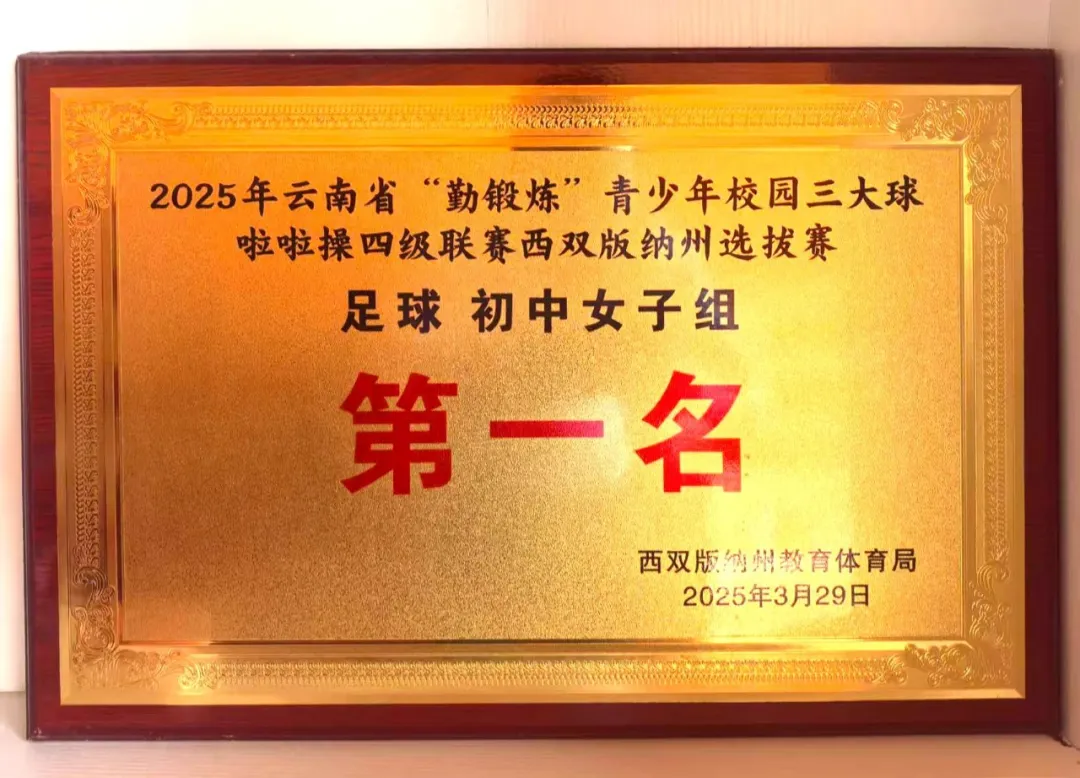 2025年云南省“勤锻炼”青少年校园三大球
啦啦操四级联赛西双版纳州选拔赛
足球 初中女子组
第一名
西双版纳州教育体育局
2025年3月29日